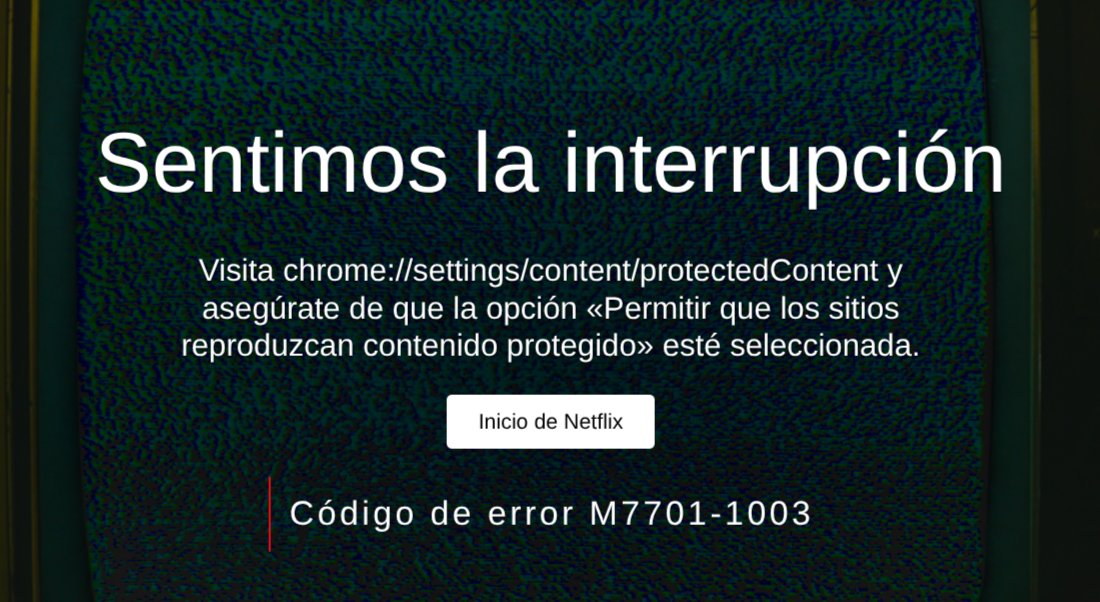 Sentimos la interrupción
Visita chrome://settings/content/protectedContent y
asegúrate de que la opción «Permitir que los sitios
reproduzcan contenido protegido» esté seleccionada.
Inicio de Netflix
Código de error M7701-1003